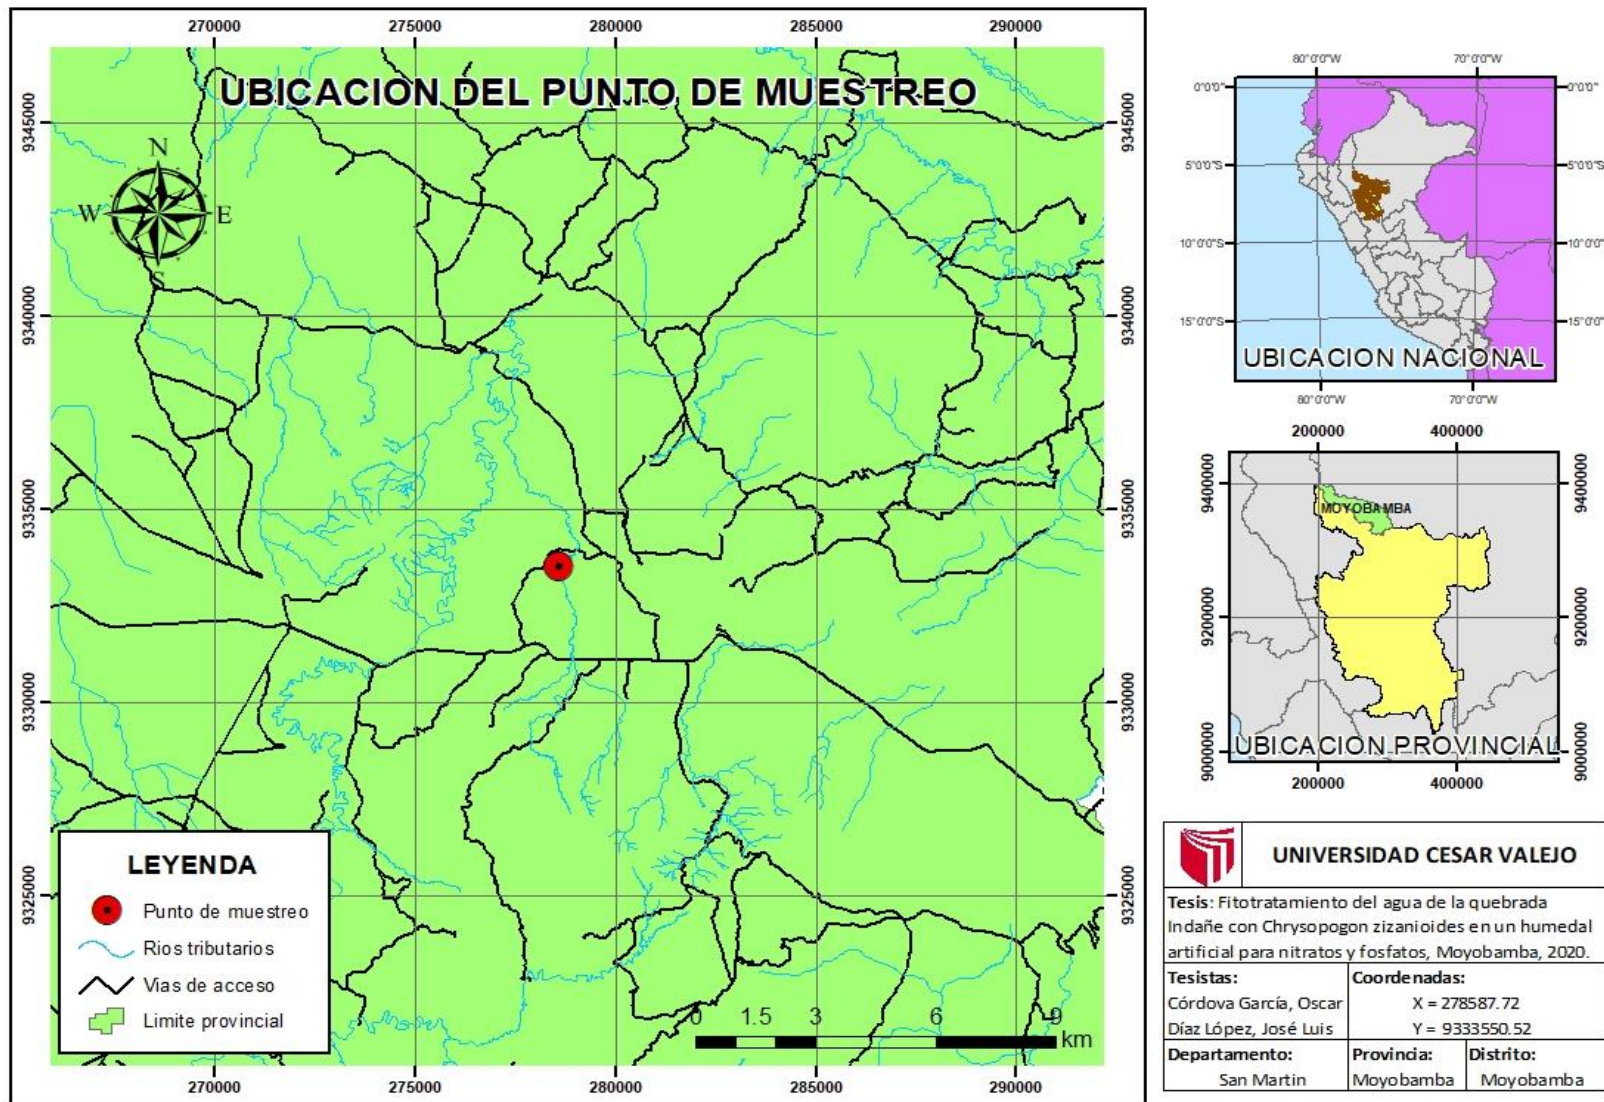 270000 275000 280000 285000 290000
UBICACION DEL PUNTO DE MUESTREO
9345000 9345000
N
W E
S
9340000 9340000
9335000 9335000
9330000 9330000
9325000 9325000
LEYENDA
Punto de muestreo
Rios tributarios
Vias de acceso
Limite provincial
0 1.5 3 6 9
km
270000 275000 280000 285000 290000
80°0'0"W 70°0'0"W
0°0'0" 0°0'0"
5°0'0"S 5°0'0"S
10°0'0"S 10°0'0"S
15°0'0"S 15°0'0"S
UBICACION NACIONAL
80°0'0"W 70°0'0"W
200000 400000
9400000 9400000
MOYOBAMBA
9200000 9200000
UBICACION PROVINCIAL
9000000 9000000
200000 400000
UNIVERSIDAD CESAR VALEJO
Tesis: Fitotratamiento del agua de la quebrada
Indañe con Chrysopogon zizanioides en un humedal
artificial para nitratos y fosfatos, Moyobamba, 2020.
Tesistas: Coordenadas:
Córdova García, Oscar X = 278587.72
Díaz López, José Luis Y = 9333550.52
Departamento: Provincia: Distrito:
San Martin Moyobamba Moyobamba